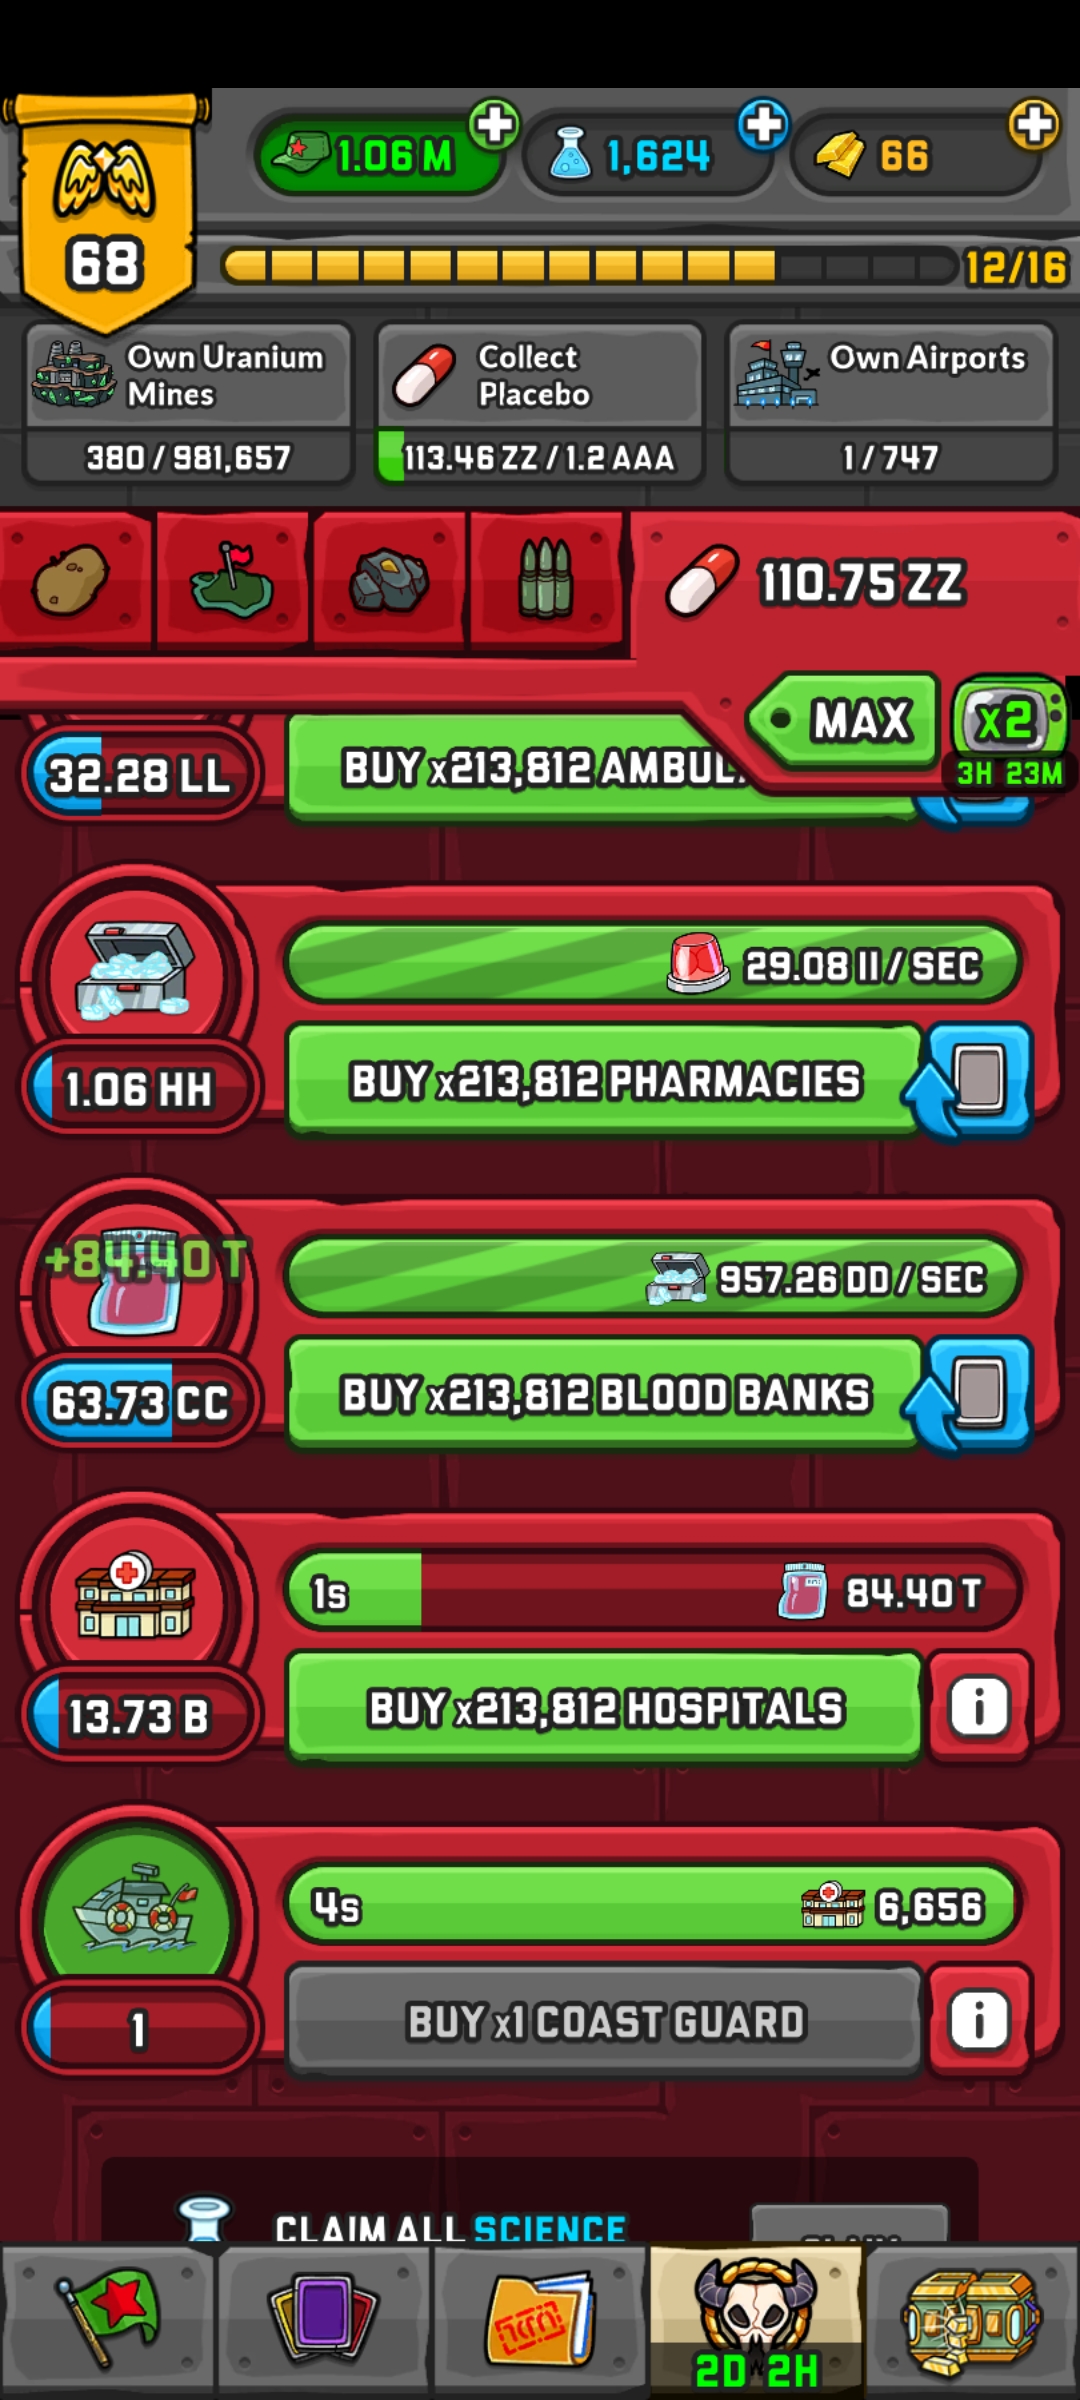 1.06 M
1,624
66
68
12/16
Own Uranium
Mines
380 / 981,657
Collect
Placebo
113.46 ZZ / 1.2 AAA
Own Airports
1 / 747
110.75 ZZ
MAX
x2
3H 23M
32.28 LL
BUY x213,812
29.08 II / SEC
1.06 HH
BUY x213,812 PHARMACIES
+84.40 T
957.26 DD / SEC
63.73 CC
BUY x213,812 BLOOD BANKS
1s
84.40 T
13.73 B
BUY x213,812 HOSPITALS
i
4s
6,656
1
BUY x1 COAST GUARD
i
CLAIM ALL SCIENCE
2D 2H